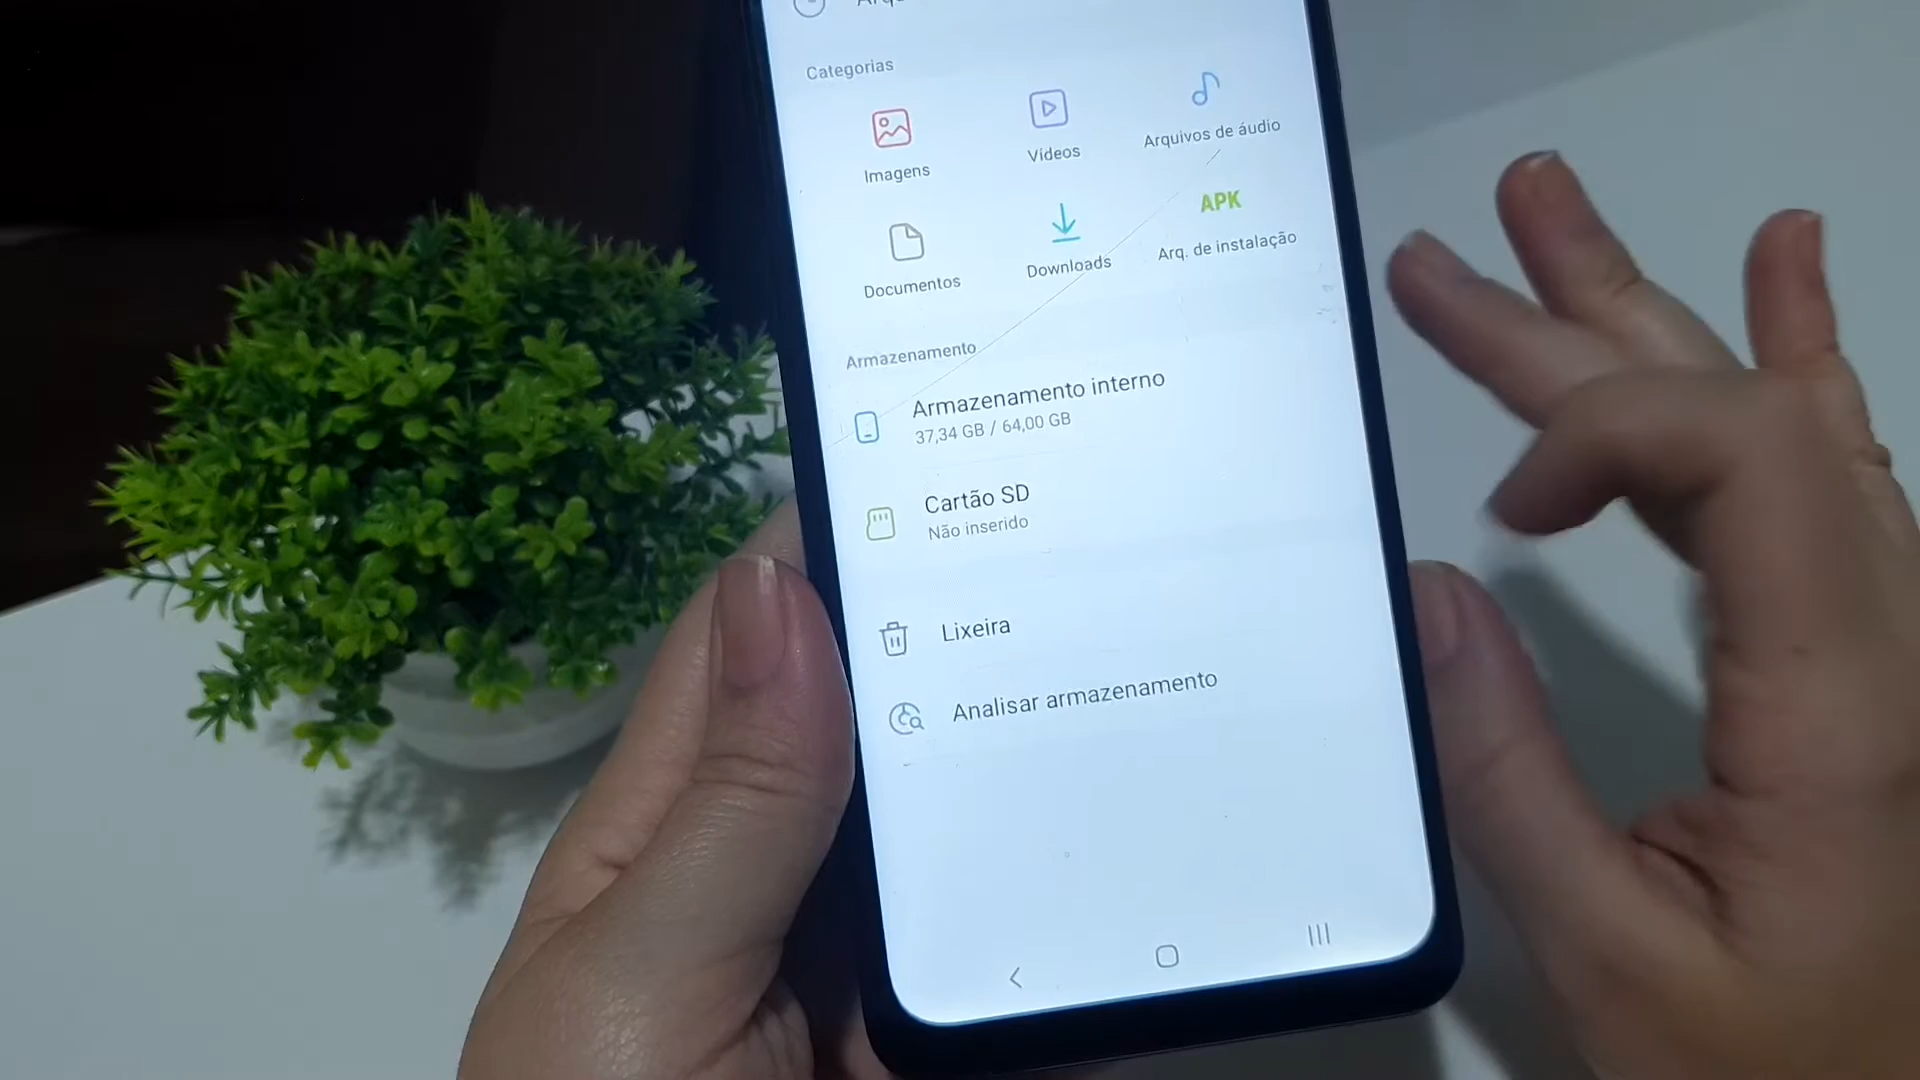 Categorias
Imagens
Vídeos
Arquivos de áudio
Documentos
Downloads
APK
Arq. de instalação
Armazenamento
Armazenamento interno
37,34 GB / 64,00 GB
Cartão SD
Não inserido
Lixeira
Analisar armazenamento